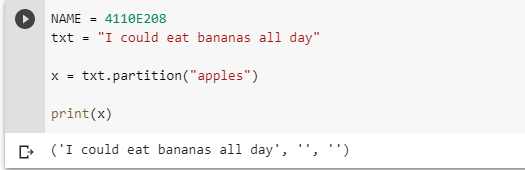 NAME = 4110E208
txt = "I could eat bananas all day"
x = txt.partition("apples")
print(x)
('I could eat bananas all day', '', '')